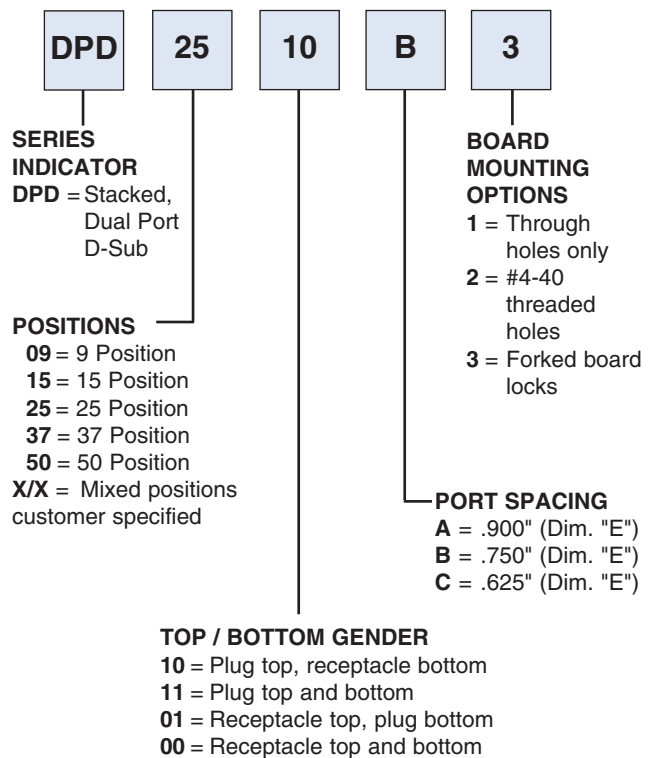 DPD 25 10 B 3
SERIES
INDICATOR
DPD = Stacked,
Dual Port
D-Sub
POSITIONS
09 = 9 Position
15 = 15 Position
25 = 25 Position
37 = 37 Position
50 = 50 Position
X/X = Mixed positions
customer specified
TOP / BOTTOM GENDER
10 = Plug top, receptacle bottom
11 = Plug top and bottom
01 = Receptacle top, plug bottom
00 = Receptacle top and bottom
PORT SPACING
A = .900" (Dim. "E")
B = .750" (Dim. "E")
C = .625" (Dim. "E")
BOARD
MOUNTING
OPTIONS
1 = Through
holes only
2 = #4-40
threaded
holes
3 = Forked board
locks